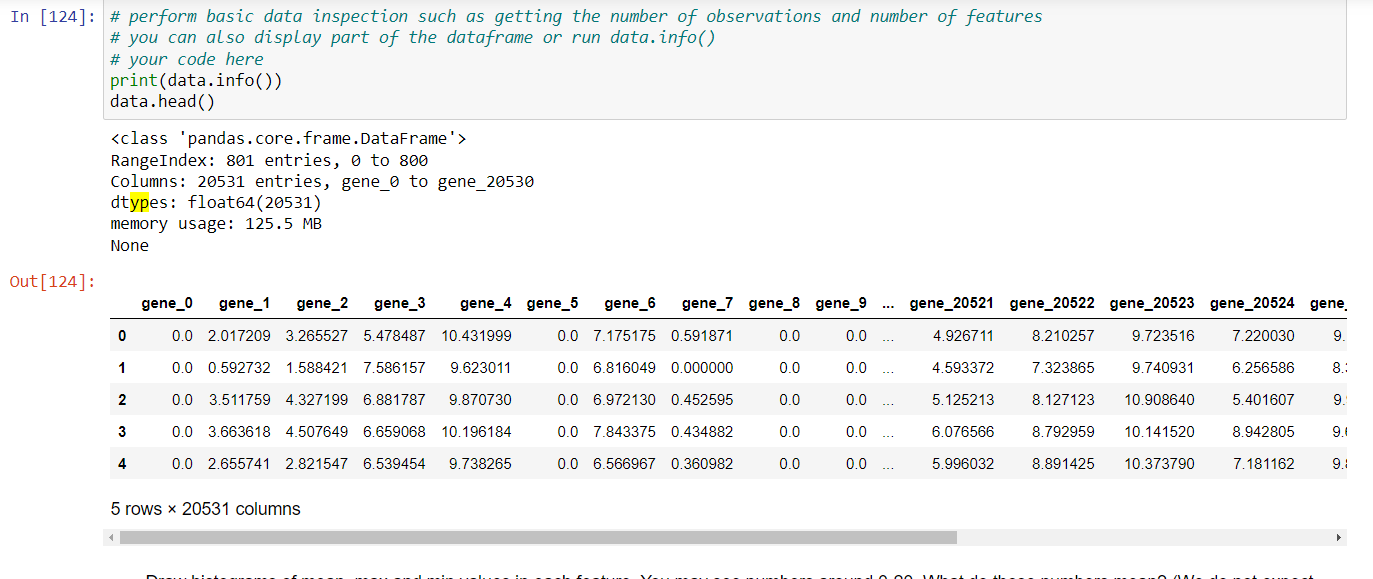 In [124]: # perform basic data inspection such as getting the number of observations and number of features
# you can also display part of the dataframe or run data.info()
# your code here
print(data.info())
data.head()
<class 'pandas.core.frame.DataFrame'>
RangeIndex: 801 entries, 0 to 800
Columns: 20531 entries, gene_0 to gene_20530
dtypes: float64(20531)
memory usage: 125.5 MB
None
Out[124]:
gene_0 gene_1 gene_2 gene_3 gene_4 gene_5 gene_6 gene_7 gene_8 gene_9 ... gene_20521 gene_20522 gene_20523 gene_20524 gene_
0 0.0 2.017209 3.265527 5.478487 10.431999 0.0 7.175175 0.591871 0.0 0.0 ... 4.926711 8.210257 9.723516 7.220030 9.
1 0.0 0.592732 1.588421 7.586157 9.623011 0.0 6.816049 0.000000 0.0 0.0 ... 4.593372 7.323865 9.740931 6.256586 8.
2 0.0 3.511759 4.327199 6.881787 9.870730 0.0 6.972130 0.452595 0.0 0.0 ... 5.125213 8.127123 10.908640 5.401607 9.
3 0.0 3.663618 4.507649 6.659068 10.196184 0.0 7.843375 0.434882 0.0 0.0 ... 6.076566 8.792959 10.141520 8.942805 9.
4 0.0 2.655741 2.821547 6.539454 9.738265 0.0 6.566967 0.360982 0.0 0.0 ... 5.996032 8.891425 10.373790 7.181162 9.
5 rows × 20531 columns